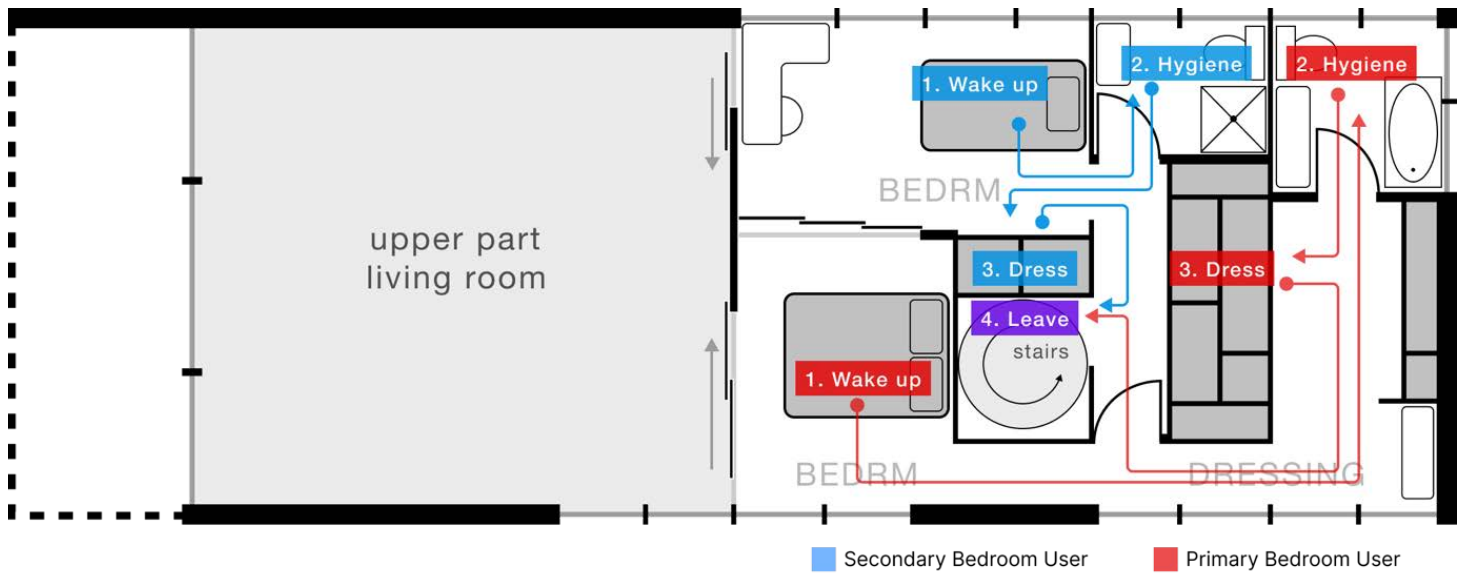 2. Hygiene
2. Hygiene
1. Wake up
BEDRM
upper part
living room
3. Dress
3. Dress
4. Leave
stairs
1. Wake up
BEDRM
DRESSING
Secondary Bedroom User
Primary Bedroom User